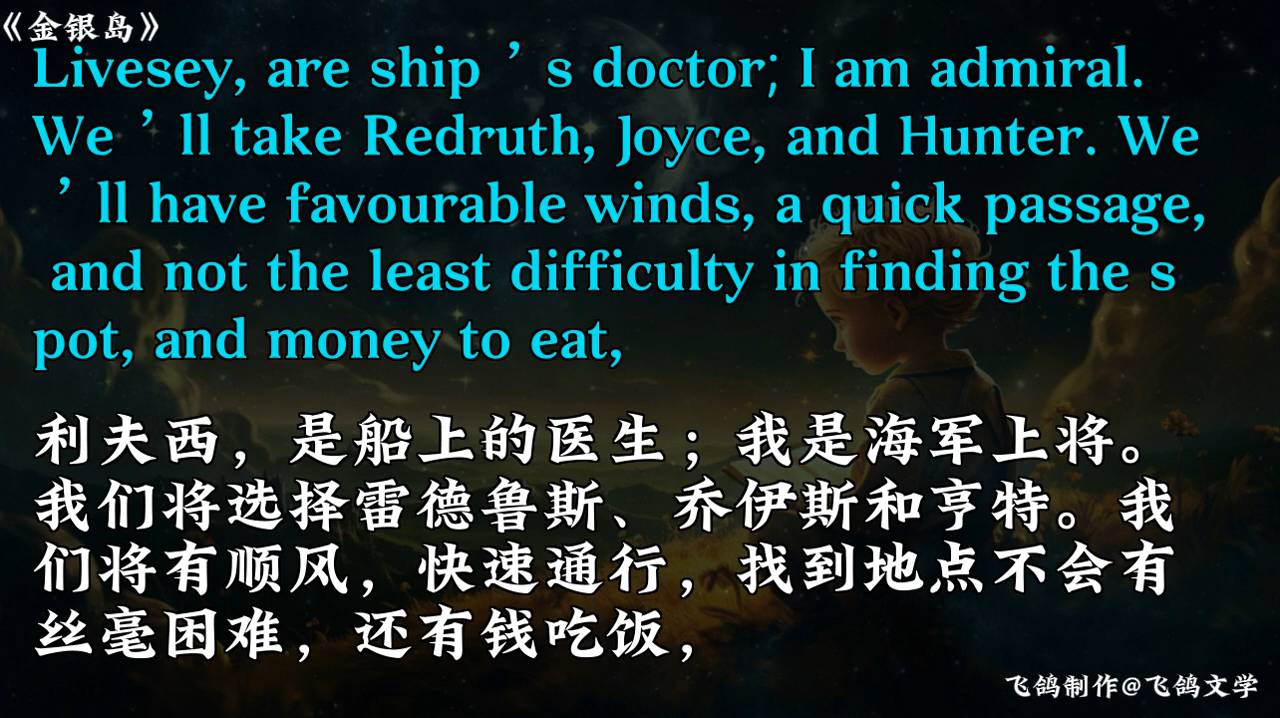 《金银岛》
Livesey, are ship ’ s doctor; I am admiral.
We ’ ll take Redruth, Joyce, and Hunter. We
’ ll have favourable winds, a quick passage,
and not the least difficulty in finding the s
pot, and money to eat,
利夫西，是船上的医生；我是海军上将。
我们将选择雷德鲁斯、乔伊斯和亨特。我
们将有顺风，快速通行，找到地点不会有
丝毫困难，还有钱吃饭，
飞鸽制作@飞鸽文学